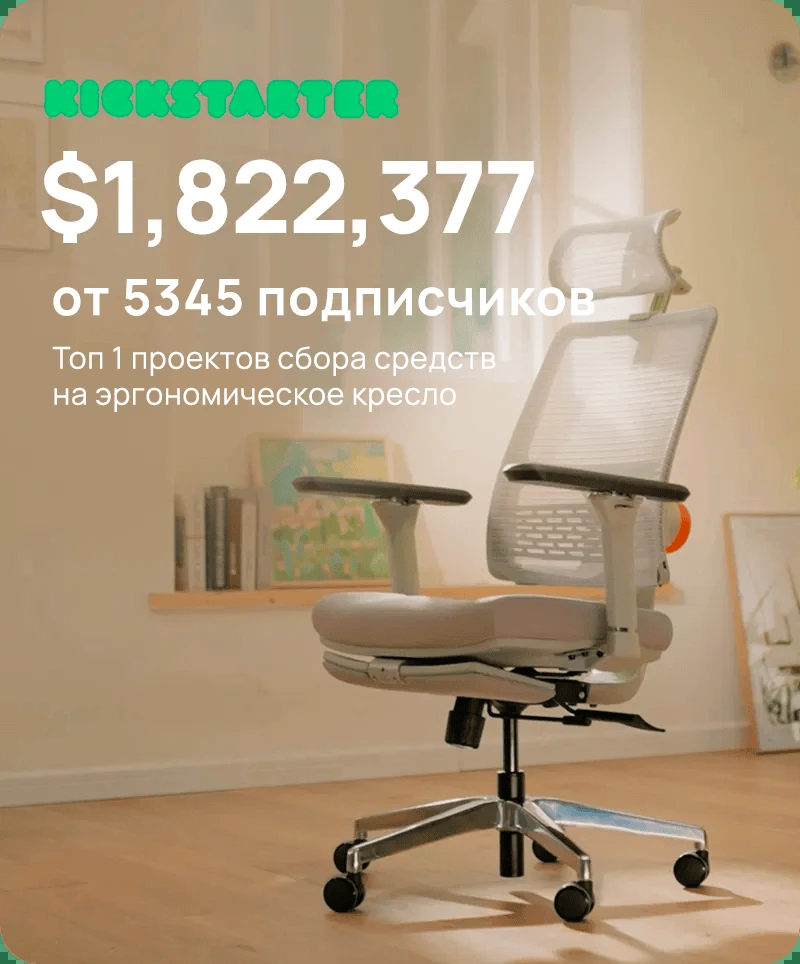 KICKSTARTER
$1,822,377
от 5345 подписчиков
Топ 1 проектов сбора средств
на эргономическое кресло